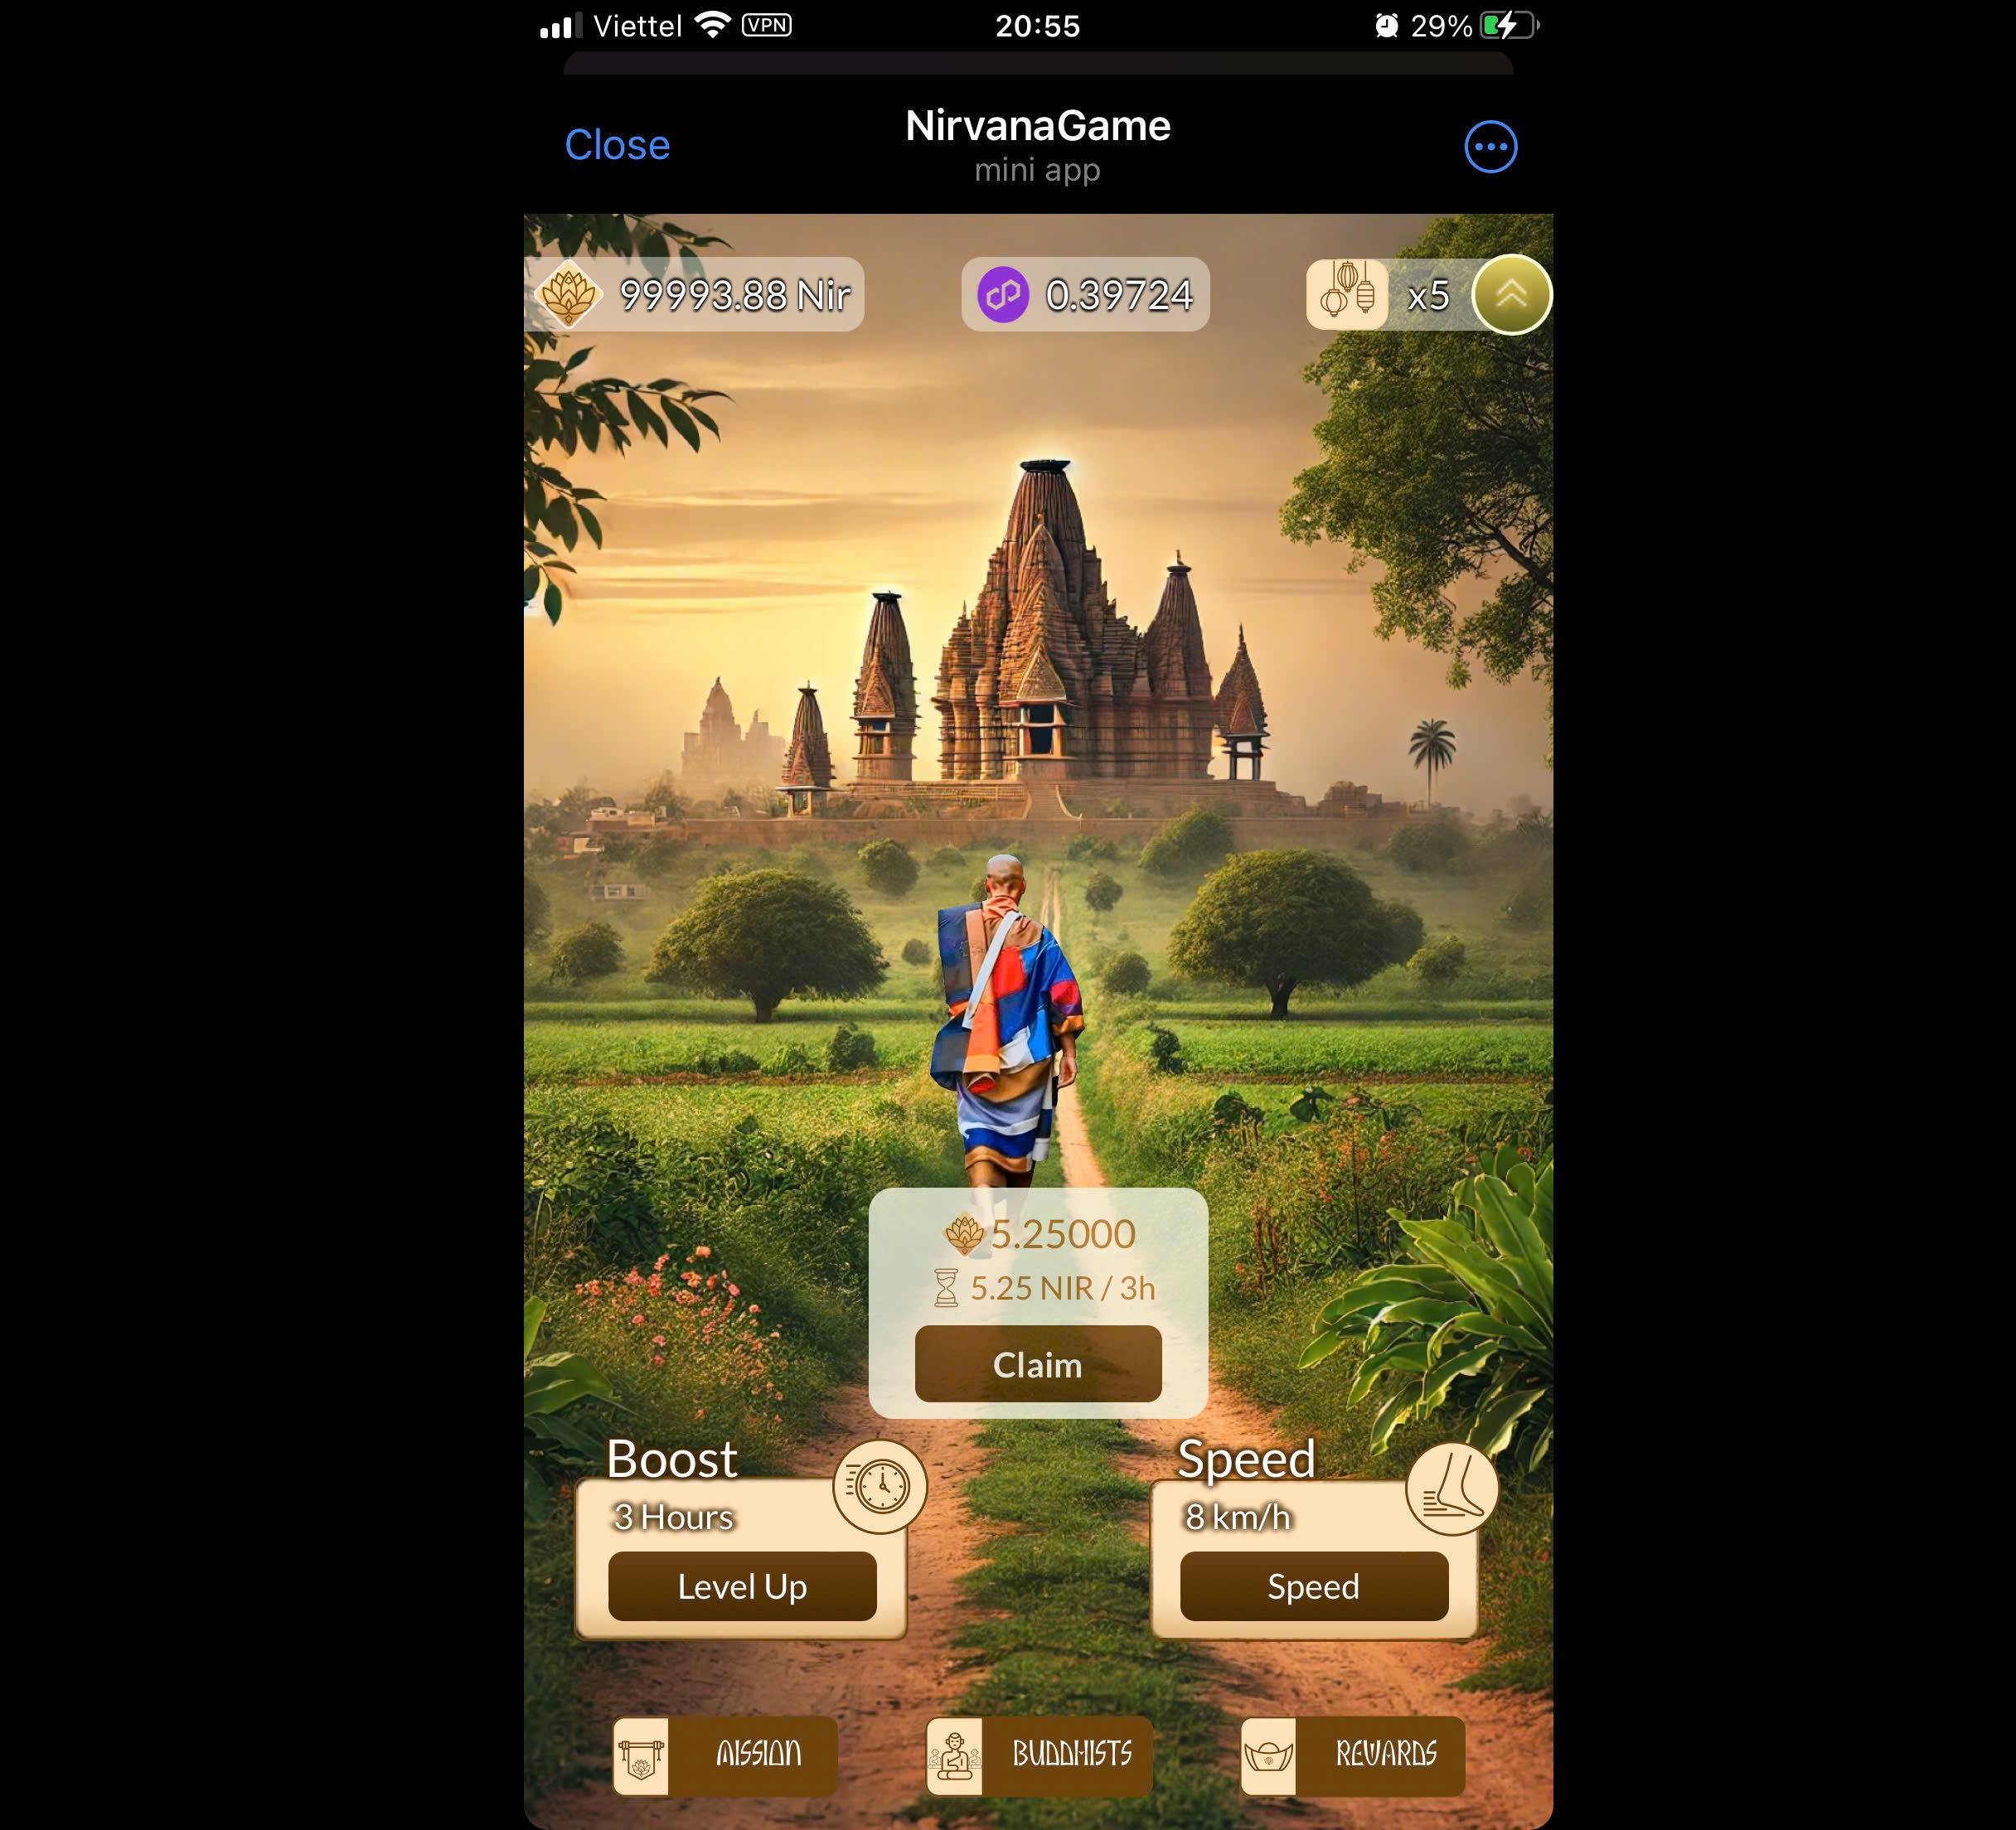 Viettel VPN 20:55 29%
Close NirvanaGame
mini app
99993.88 Nir 0.39724 x5
5.25000
5.25 NIR / 3h
Claim
Boost Speed
3 Hours 8 km/h
Level Up Speed
MISSION BUDDHISTS REWARDS